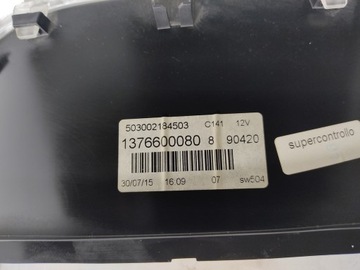 503002184503 C141 12V
1376600080 8 90420
30/07/15 16:09 07 sw504
supercontrollo